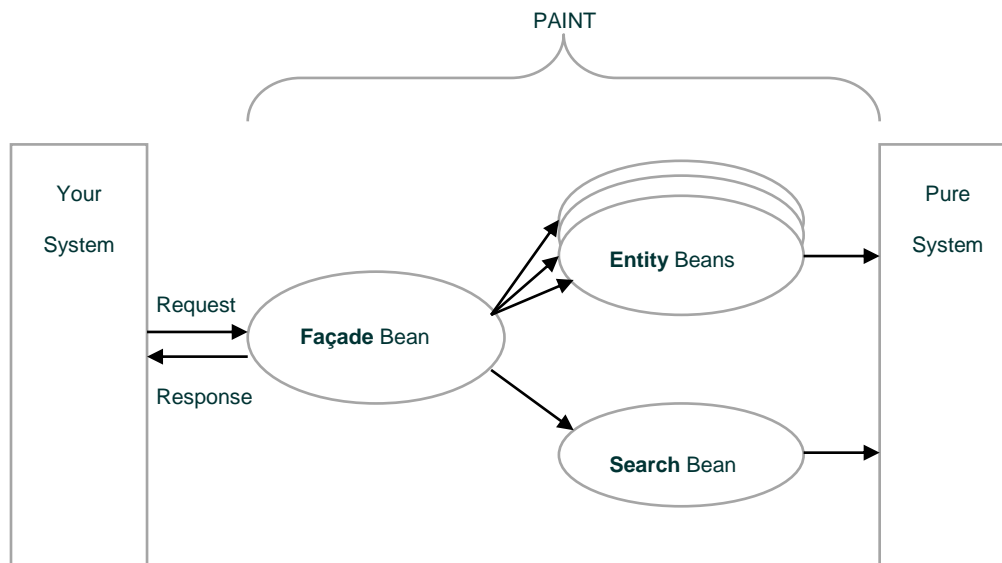 PAINT
Your
System
Pure
System
Entity Beans
Request
Façade Bean
Response
Search Bean